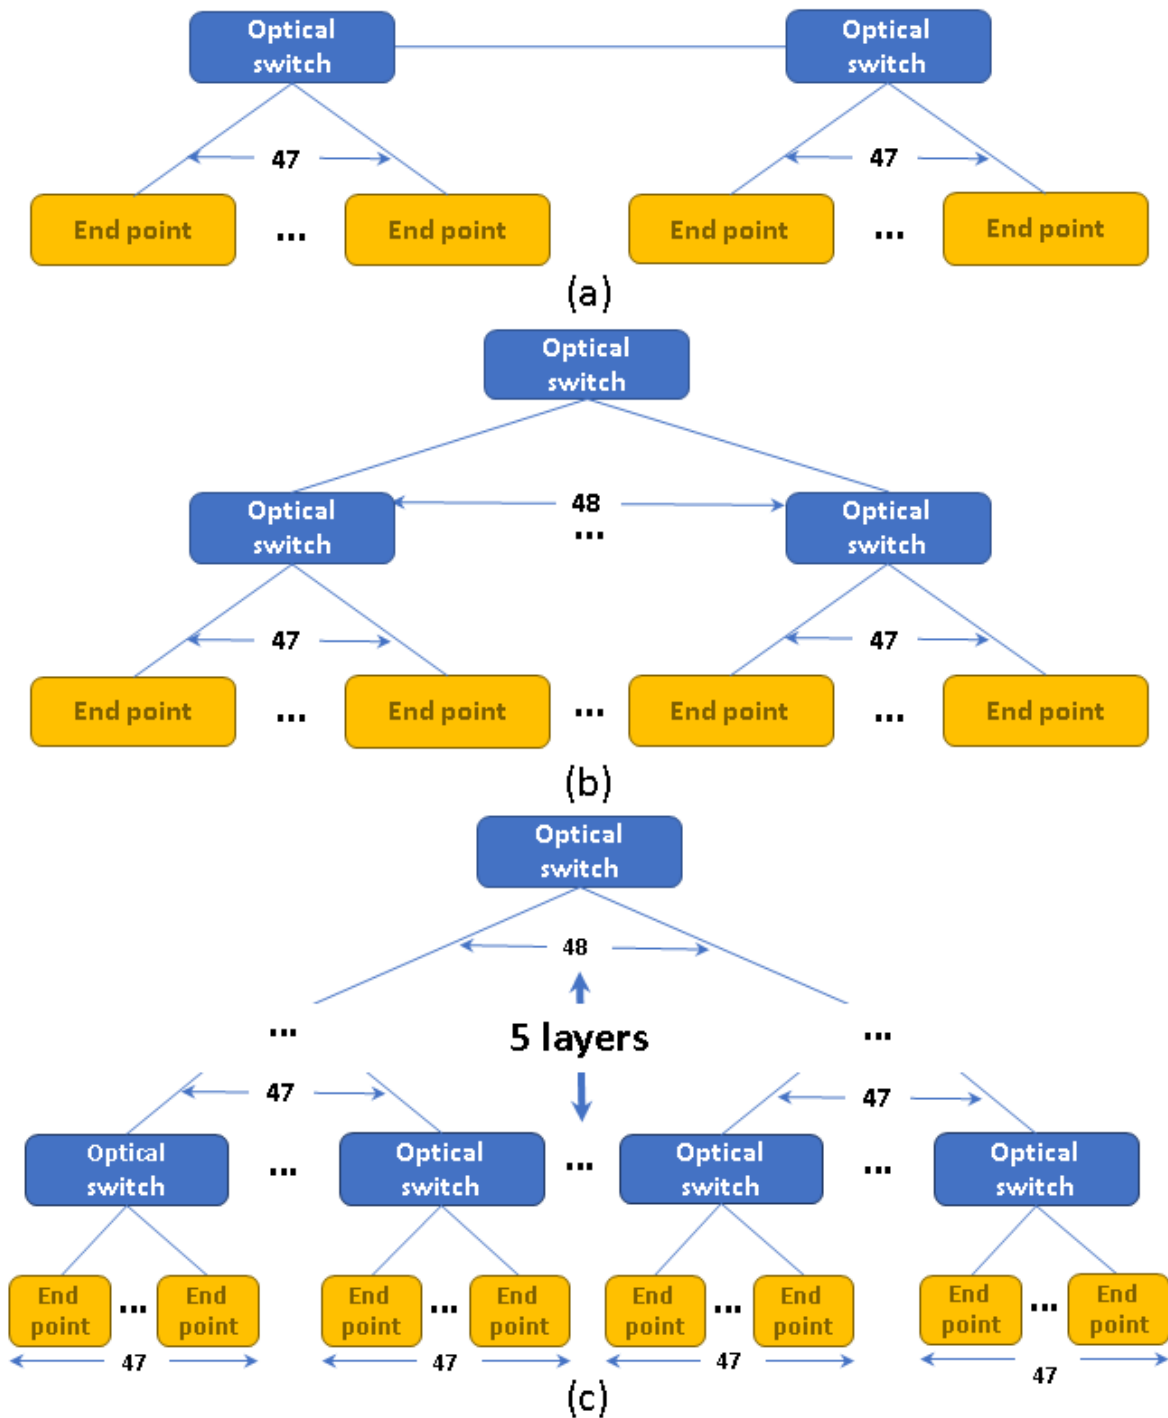 Optical
switch
Optical
switch
47
47
End point
...
End point
End point
...
End point
(a)
Optical
switch
Optical
switch
48
...
Optical
switch
47
47
End point
...
End point
...
End point
...
End point
(b)
Optical
switch
48
...
5 layers
...
47
47
Optical
switch
...
Optical
switch
...
Optical
switch
...
Optical
switch
End
point
...
End
point
End
point
...
End
point
End
point
...
End
point
End
point
...
End
point
47
47
47
47
(c)